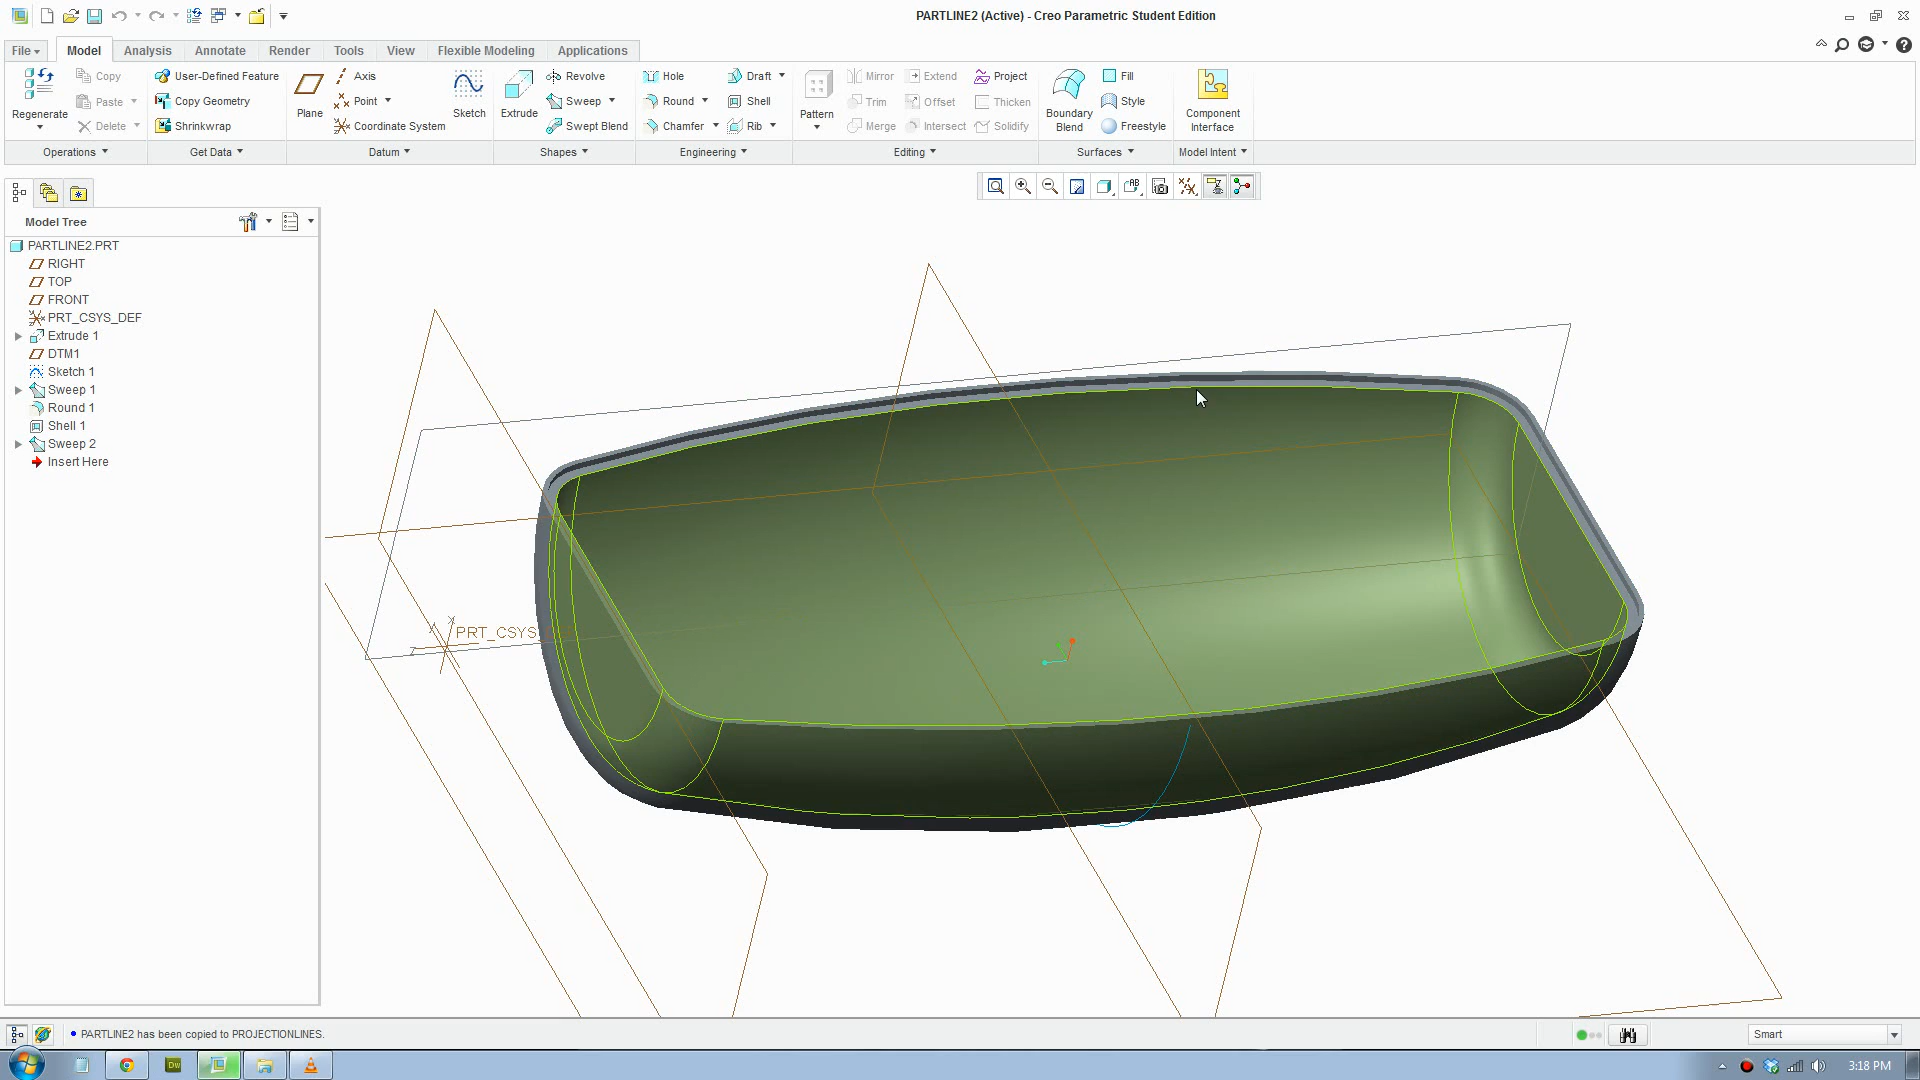 PARTLINE2 (Active) - Creo Parametric Student Edition
File Model Analysis Annotate Render Tools View Flexible Modeling Applications
Regenerate
Copy
Paste
Delete
Operations
User-Defined Feature
Copy Geometry
Shrinkwrap
Get Data
Plane
Axis
Point
Coordinate System
Sketch
Datum
Extrude
Revolve
Sweep
Swept Blend
Shapes
Hole
Round
Chamfer
Draft
Shell
Rib
Engineering
Pattern
Mirror
Trim
Merge
Extend
Offset
Intersect
Project
Thicken
Solidify
Editing
Boundary
Blend
Fill
Style
Freestyle
Surfaces
Component
Interface
Model Intent
Model Tree
PARTLINE2.PRT
RIGHT
TOP
FRONT
PRT_CSYS_DEF
Extrude 1
DTM1
Sketch 1
Sweep 1
Round 1
Shell 1
Sweep 2
Insert Here
X
PRT_CSYS
Z
PARTLINE2 has been copied to PROJECTIONLINES.
Smart
Dw
3:18 PM